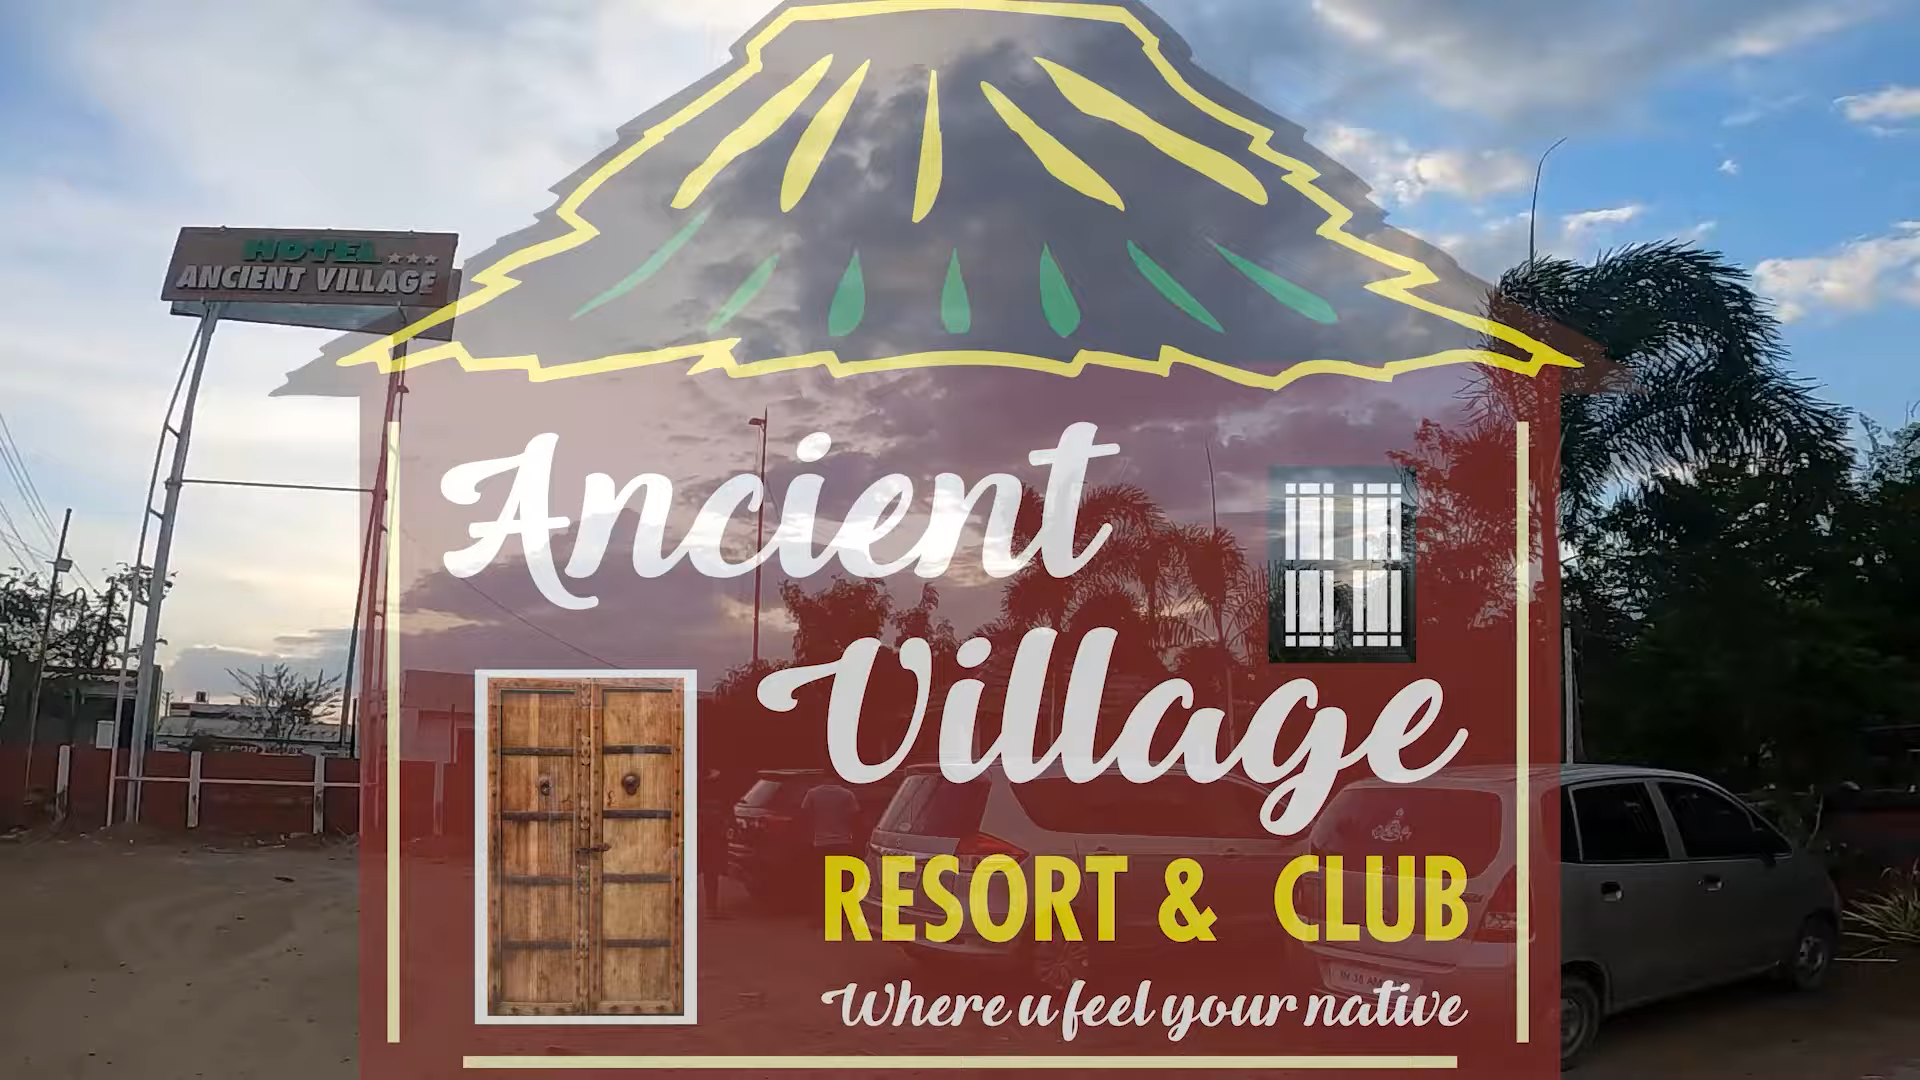 HOTEL ***
ANCIENT VILLAGE
Ancient
Village
RESORT & CLUB
Where u feel your native